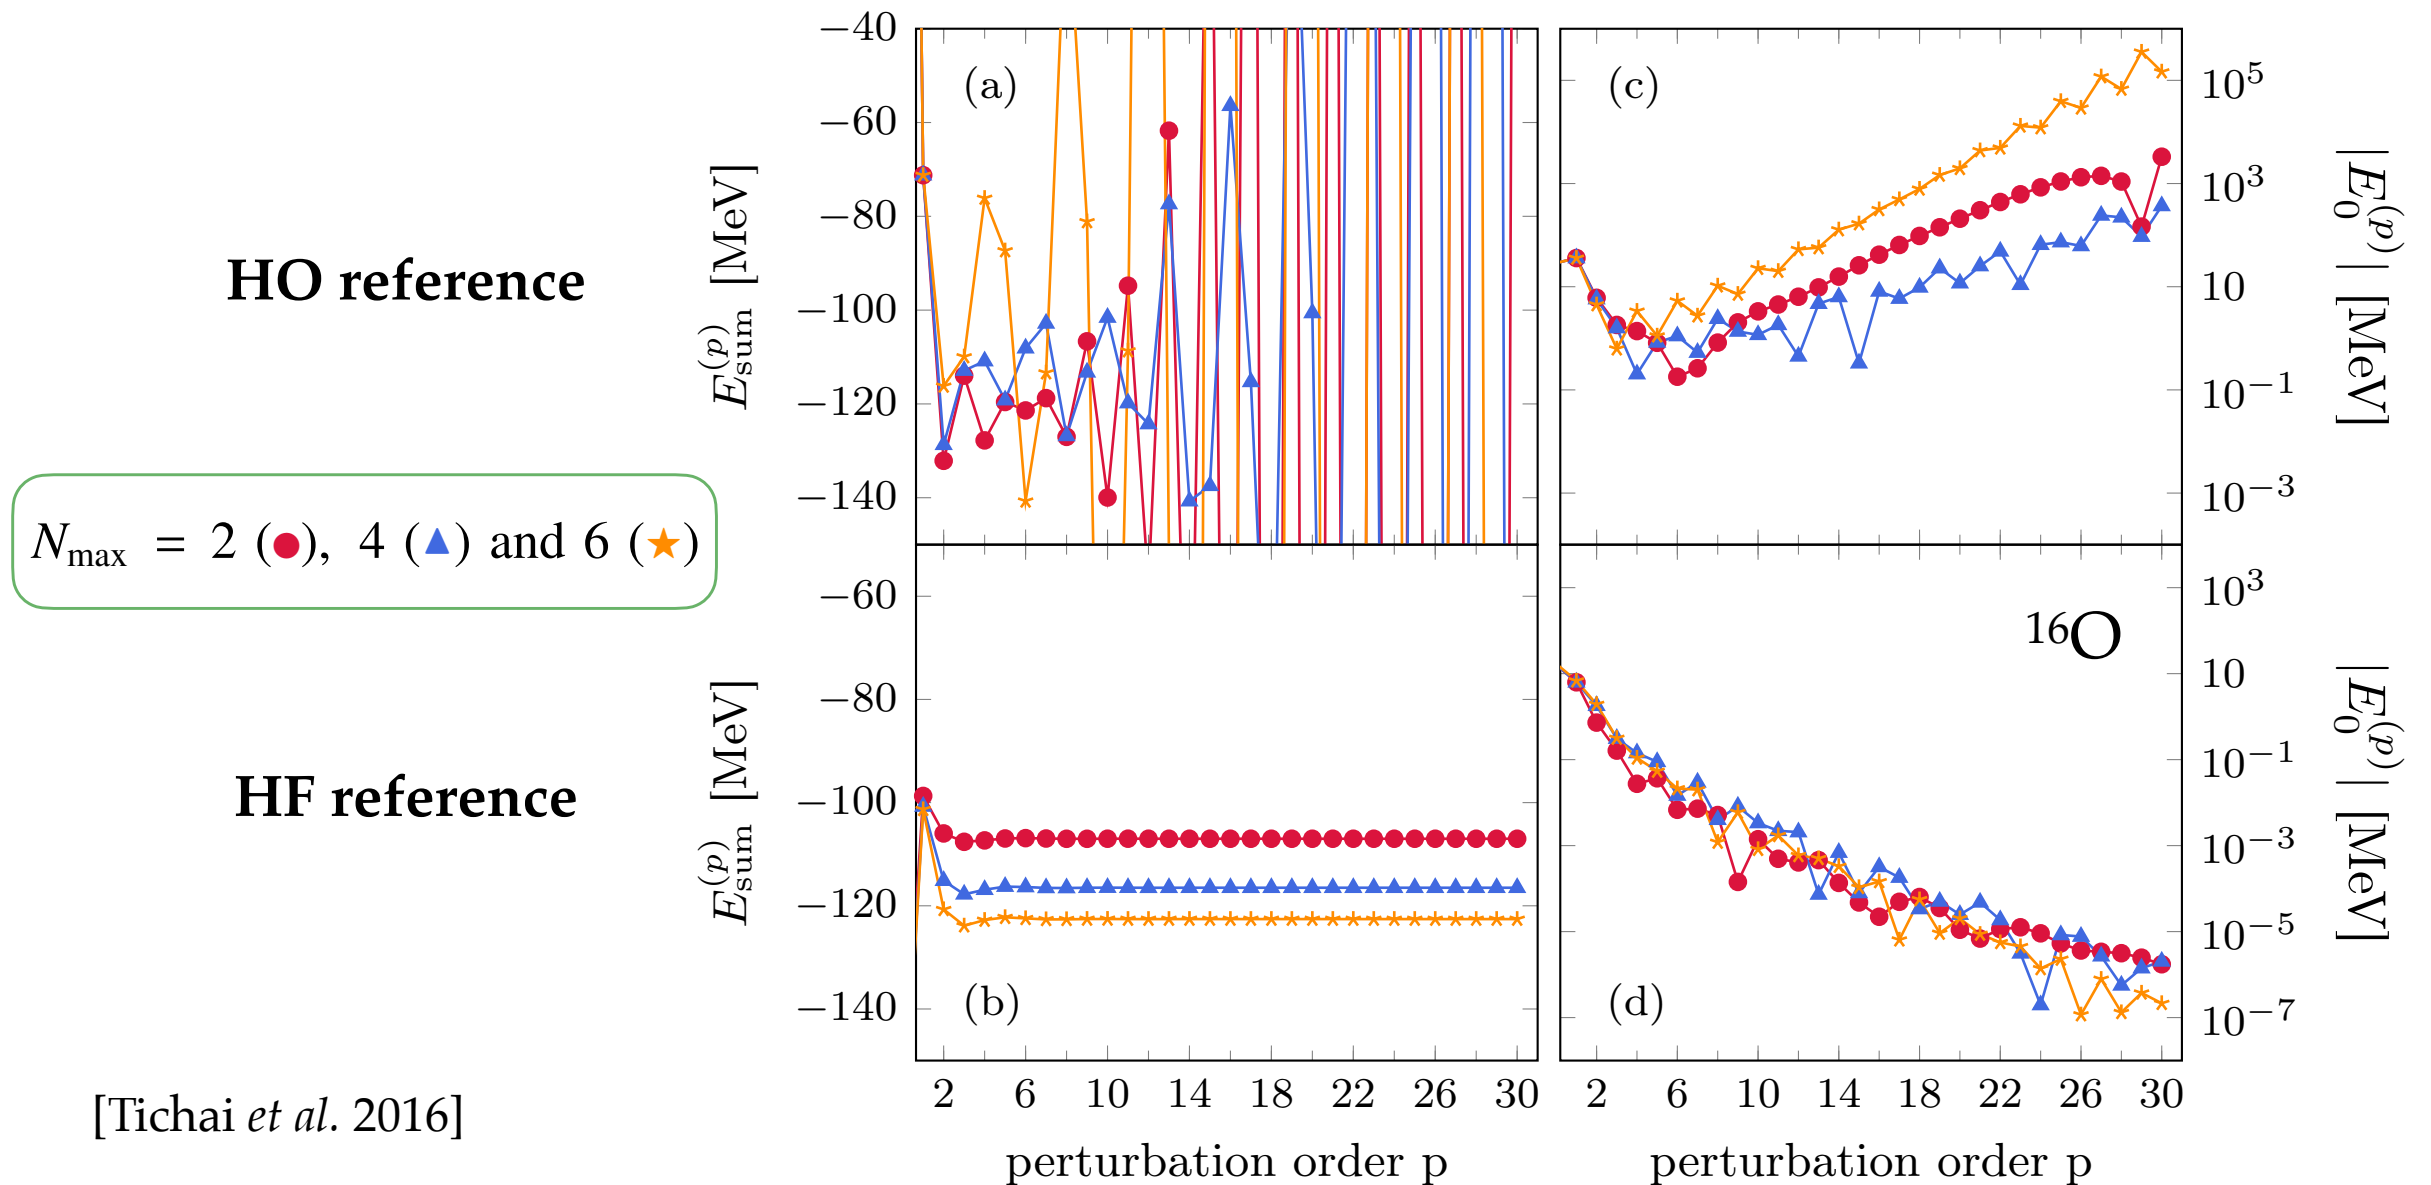 HO reference
N_max = 2 (●), 4 (▲) and 6 (★)
HF reference
[Tichai et al. 2016]
E_sum^(p) [MeV]
−40
−60
−80
−100
−120
−140
(a)
(c)
10^5
10^3
10
10^−1
10^−3
|E_0^(p)| [MeV]
E_sum^(p) [MeV]
−60
−80
−100
−120
−140
(b)
^16O
(d)
10^3
10
10^−1
10^−3
10^−5
10^−7
|E_0^(p)| [MeV]
2 6 10 14 18 22 26 30
2 6 10 14 18 22 26 30
perturbation order p
perturbation order p